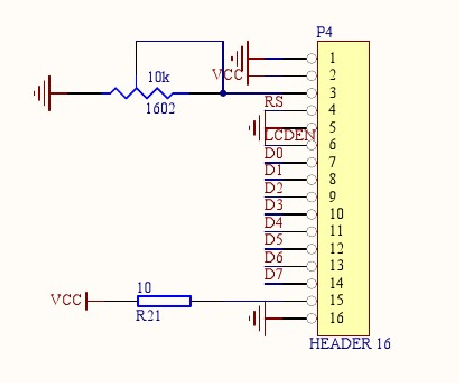 P4
1
10k
VCC
2
3
1602
RS
4
5
LCDEN
6
D0
7
D1
8
D2
9
D3
10
D4
11
D5
12
D6
13
D7
14
VCC
10
15
R21
16
HEADER 16